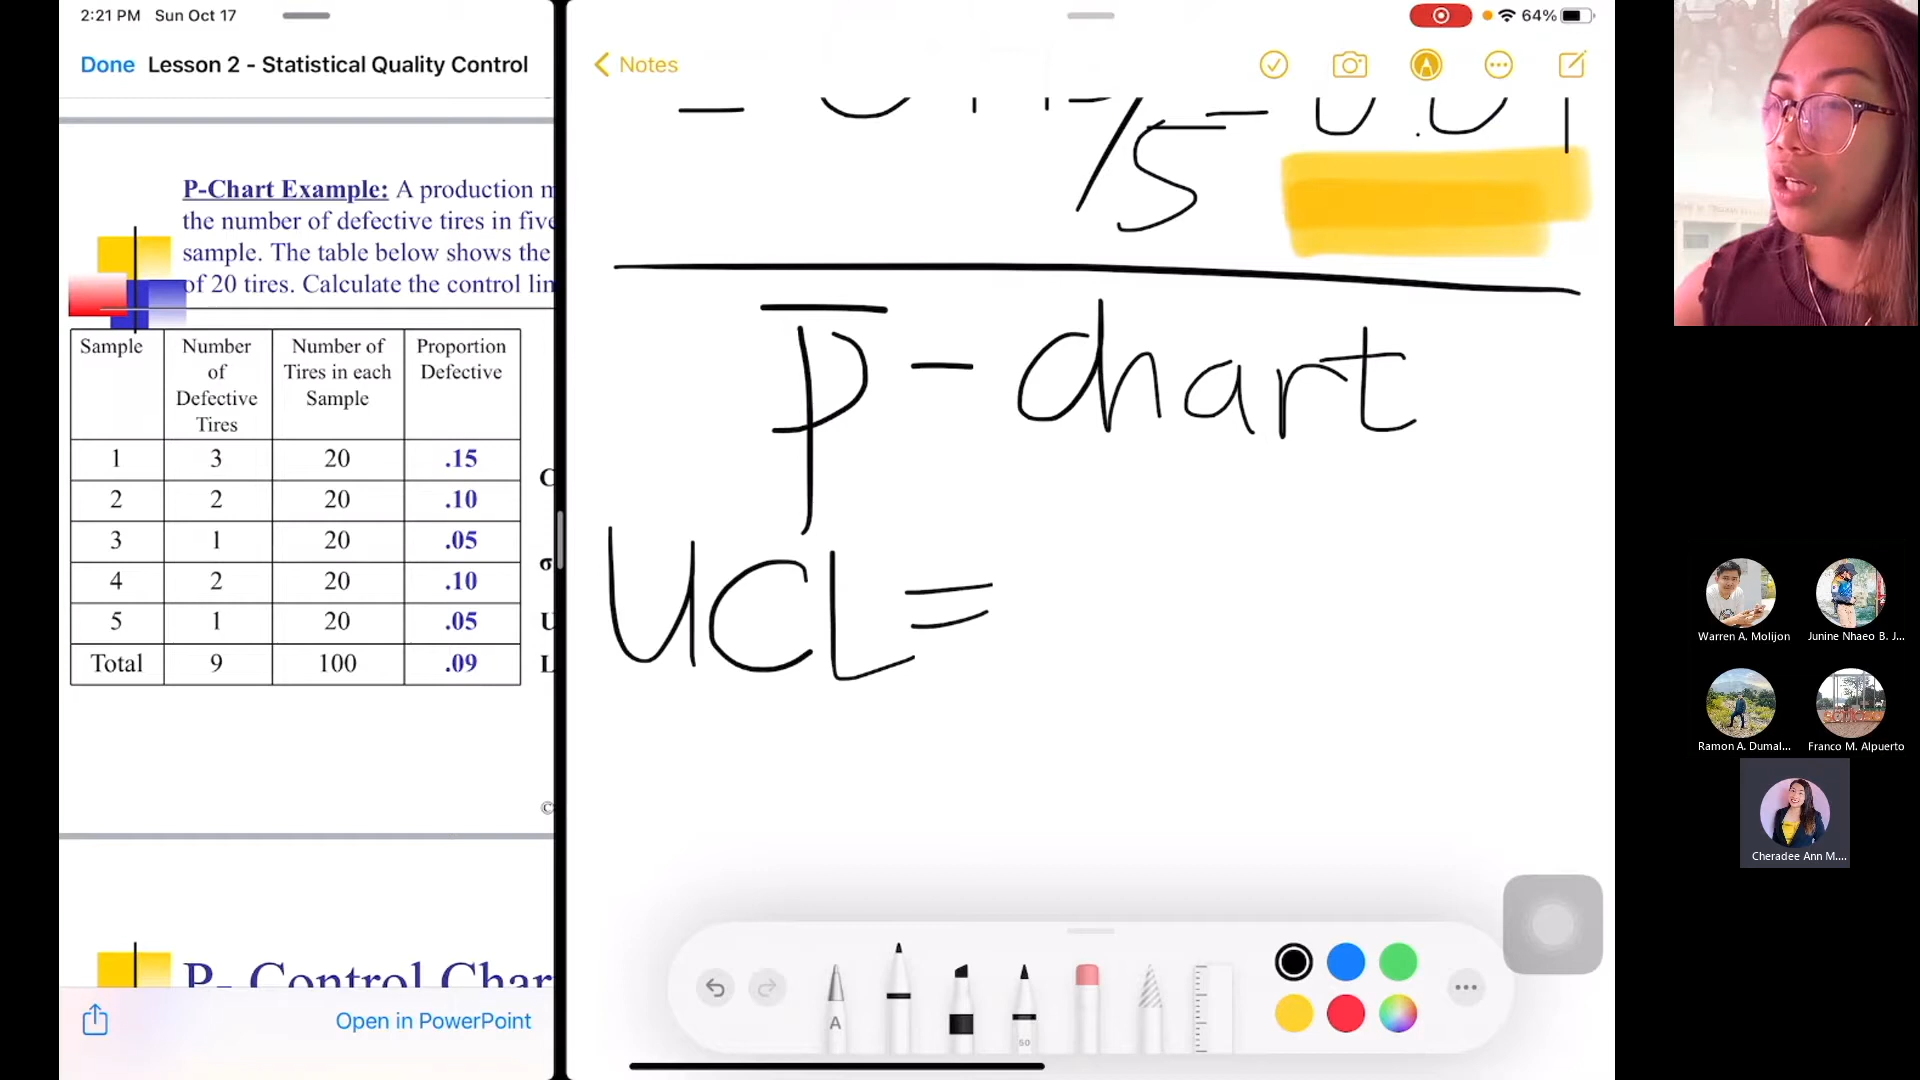 2:21 PM Sun Oct 17
64%
Done Lesson 2 - Statistical Quality Control
Notes
P-Chart Example: A production
the number of defective tires in five
sample. The table below shows the
of 20 tires. Calculate the control
Sample Number of Defective Tires Number of Tires in each Sample Proportion Defective
1 3 20 .15
2 2 20 .10
3 1 20 .05
4 2 20 .10
5 1 20 .05
Total 9 100 .09
C
σ
U
L
©
P- Control Char
Open in PowerPoint
/5 =
p̅ - chart
UCL=
A
50
Warren A. Molijon
Junine Nhaeo B. J...
Ramon A. Dumal...
Franco M. Alpuerto
Cheradee Ann M....